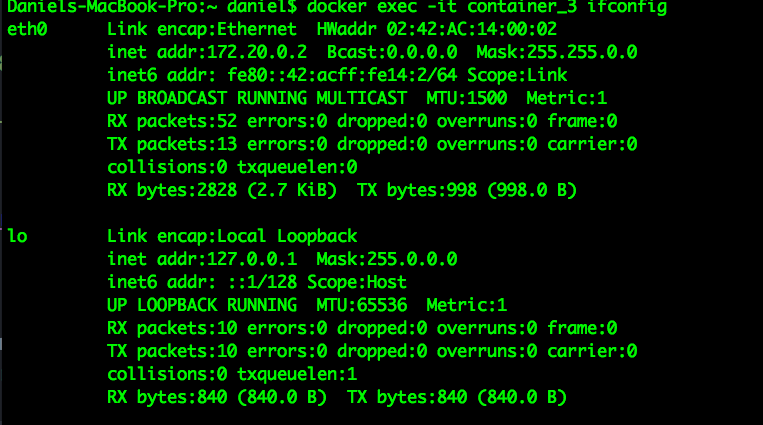 Daniels-MacBook-Pro:~ daniel$ docker exec -it container_3 ifconfig
eth0      Link encap:Ethernet  HWaddr 02:42:AC:14:00:02
          inet addr:172.20.0.2  Bcast:0.0.0.0  Mask:255.255.0.0
          inet6 addr: fe80::42:acff:fe14:2/64 Scope:Link
          UP BROADCAST RUNNING MULTICAST  MTU:1500  Metric:1
          RX packets:52 errors:0 dropped:0 overruns:0 frame:0
          TX packets:13 errors:0 dropped:0 overruns:0 carrier:0
          collisions:0 txqueuelen:0
          RX bytes:2828 (2.7 KiB)  TX bytes:998 (998.0 B)
lo        Link encap:Local Loopback
          inet addr:127.0.0.1  Mask:255.0.0.0
          inet6 addr: ::1/128 Scope:Host
          UP LOOPBACK RUNNING  MTU:65536  Metric:1
          RX packets:10 errors:0 dropped:0 overruns:0 frame:0
          TX packets:10 errors:0 dropped:0 overruns:0 carrier:0
          collisions:0 txqueuelen:1
          RX bytes:840 (840.0 B)  TX bytes:840 (840.0 B)